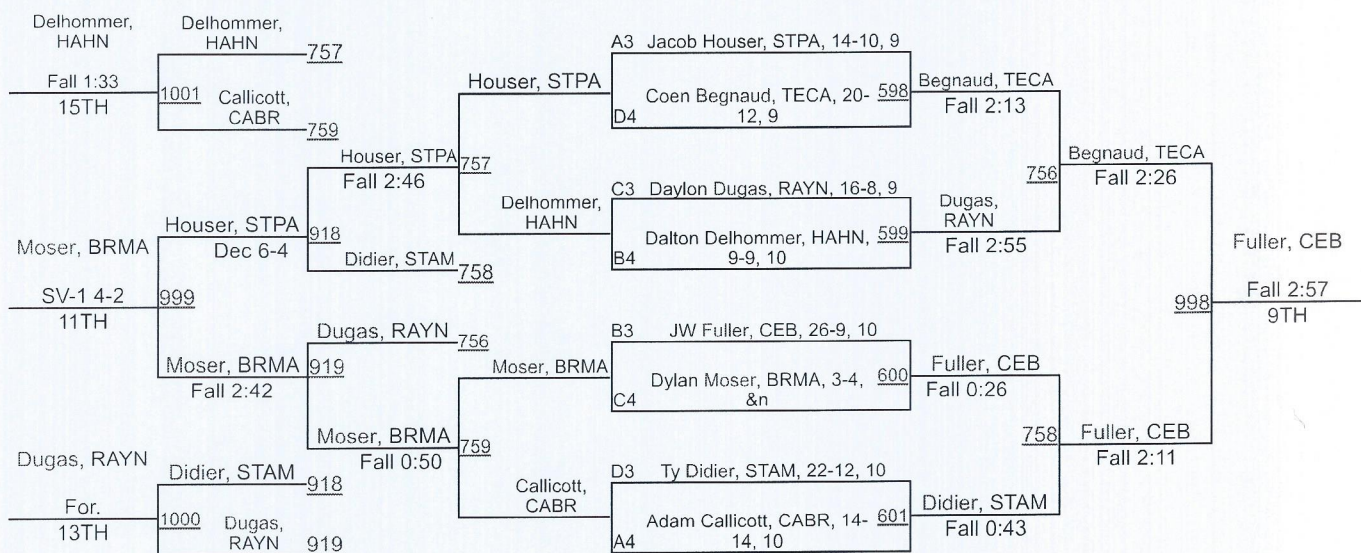 Delhommer,
HAHN
Fall 1:33
15TH
Delhommer,
HAHN
757
1001
Callicott,
CABR
759
Houser, STPA
A3 Jacob Houser, STPA, 14-10, 9
Coen Begnaud, TECA, 20-
12, 9
598
D4
Begnaud, TECA
Fall 2:13
Houser, STPA
Fall 2:46
757
Delhommer,
HAHN
C3 Daylon Dugas, RAYN, 16-8, 9
Dalton Delhommer, HAHN,
9-9, 10
599
B4
Dugas,
RAYN
Fall 2:55
756
Begnaud, TECA
Fall 2:26
Moser, BRMA
SV-1 4-2
11TH
Houser, STPA
Dec 6-4
918
Didier, STAM
758
999
Fuller, CEB
Fall 2:57
9TH
998
Moser, BRMA
Fall 2:42
919
Dugas, RAYN
756
Moser, BRMA
B3 JW Fuller, CEB, 26-9, 10
Dylan Moser, BRMA, 3-4,
&n
600
C4
Fuller, CEB
Fall 0:26
Moser, BRMA
Fall 0:50
759
758
Fuller, CEB
Fall 2:11
Dugas, RAYN
For.
13TH
Didier, STAM
918
1000
Dugas,
RAYN
919
Callicott,
CABR
D3 Ty Didier, STAM, 22-12, 10
Adam Callicott, CABR, 14-
14, 10
601
A4
Didier, STAM
Fall 0:43